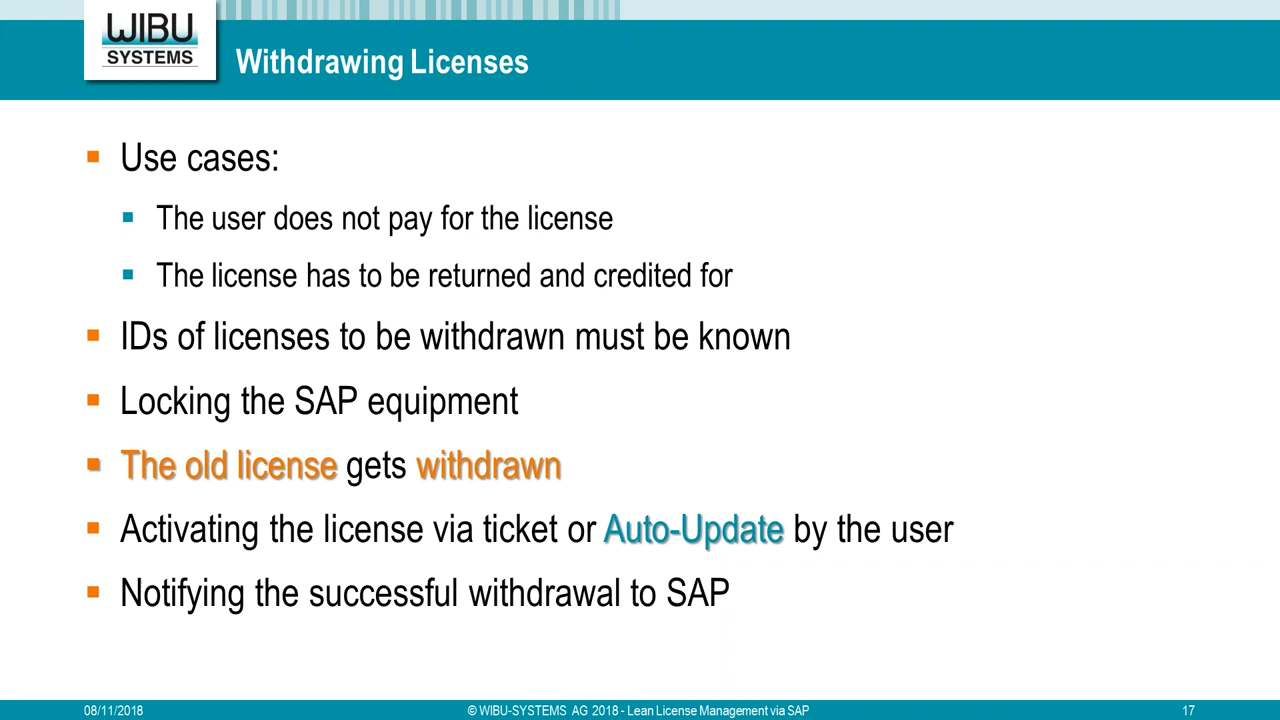 WIBU
SYSTEMS
Withdrawing Licenses
Use cases:
The user does not pay for the license
The license has to be returned and credited for
IDs of licenses to be withdrawn must be known
Locking the SAP equipment
The old license gets withdrawn
Activating the license via ticket or Auto-Update by the user
Notifying the successful withdrawal to SAP
08/11/2018 © WIBU-SYSTEMS AG 2018 - Lean License Management via SAP 17